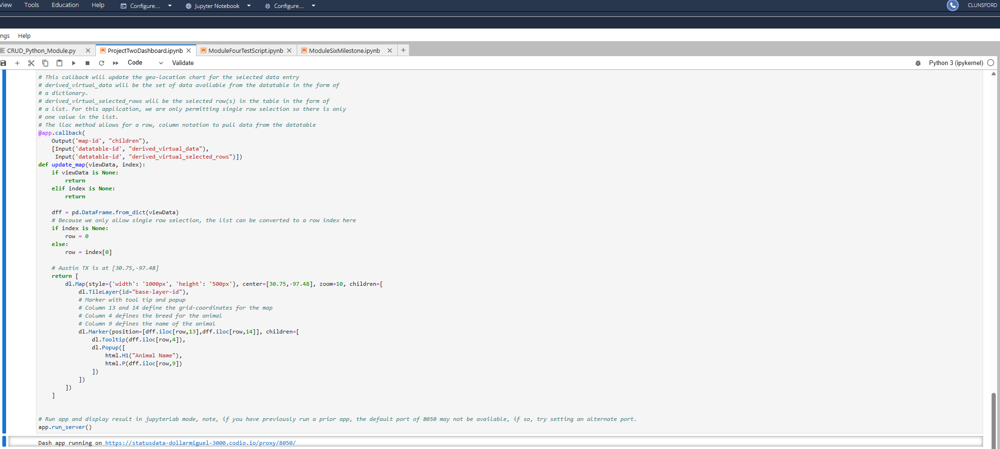 View Tools Education Help Configure.... Jupyter Notebook Configure.... CLUNSFORD
ngs Help
CRUD_Python_Module.py ProjectTwoDashboard.ipynb ModuleFourTestScript.ipynb ModuleSixMilestone.ipynb
Code Validate Python 3 (ipykernel)
# This callback will update the geo-location chart for the selected data entry
# derived_virtual_data will be the set of data available from the datatable in the form of
# a dictionary.
# derived_virtual_selected_rows will be the selected row(s) in the table in the form of
# a list. For this application, we are only permitting single row selection so there is only
# one value in the list.
# The iloc method allows for a row, column notation to pull data from the datatable
@app.callback(
    Output('map-id', "children"),
    [Input('datatable-id', "derived_virtual_data"),
     Input('datatable-id', "derived_virtual_selected_rows")])
def update_map(viewData, index):
    if viewData is None:
        return
    elif index is None:
        return
    dff = pd.DataFrame.from_dict(viewData)
    # Because we only allow single row selection, the list can be converted to a row index here
    if index is None:
        row = 0
    else:
        row = index[0]
    # Austin TX is at [30.75,-97.48]
    return [
        dl.Map(style={'width': '1000px', 'height': '500px'}, center=[30.75,-97.48], zoom=10, children=[
            dl.TileLayer(id="base-layer-id"),
            # Marker with tool tip and popup
            # Column 13 and 14 define the grid-coordinates for the map
            # Column 4 defines the breed for the animal
            # Column 9 defines the name of the animal
            dl.Marker(position=[dff.iloc[row,13],dff.iloc[row,14]], children=[
                dl.Tooltip(dff.iloc[row,4]),
                dl.Popup([
                    html.H1("Animal Name"),
                    html.P(dff.iloc[row,9])
                ])
            ])
        ])
    ]
# Run app and display result in jupyterlab mode, note, if you have previously run a prior app, the default port of 8050 may not be available, if so, try setting an alternate port.
app.run_server()
Dash app running on https://statusdata-dollarmiguel-3000.codio.io/proxy/8050/